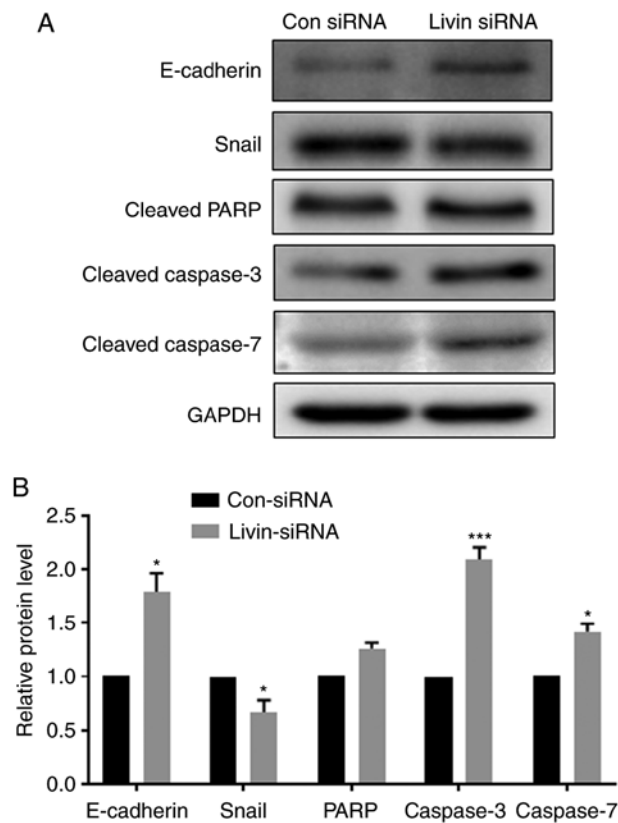 A
Con siRNA Livin siRNA
E-cadherin
Snail
Cleaved PARP
Cleaved caspase-3
Cleaved caspase-7
GAPDH
B
Con-siRNA
Livin-siRNA
Relative protein level
2.5
2.0
1.5
1.0
0.5
0.0
*
*
***
*
E-cadherin Snail PARP Caspase-3 Caspase-7